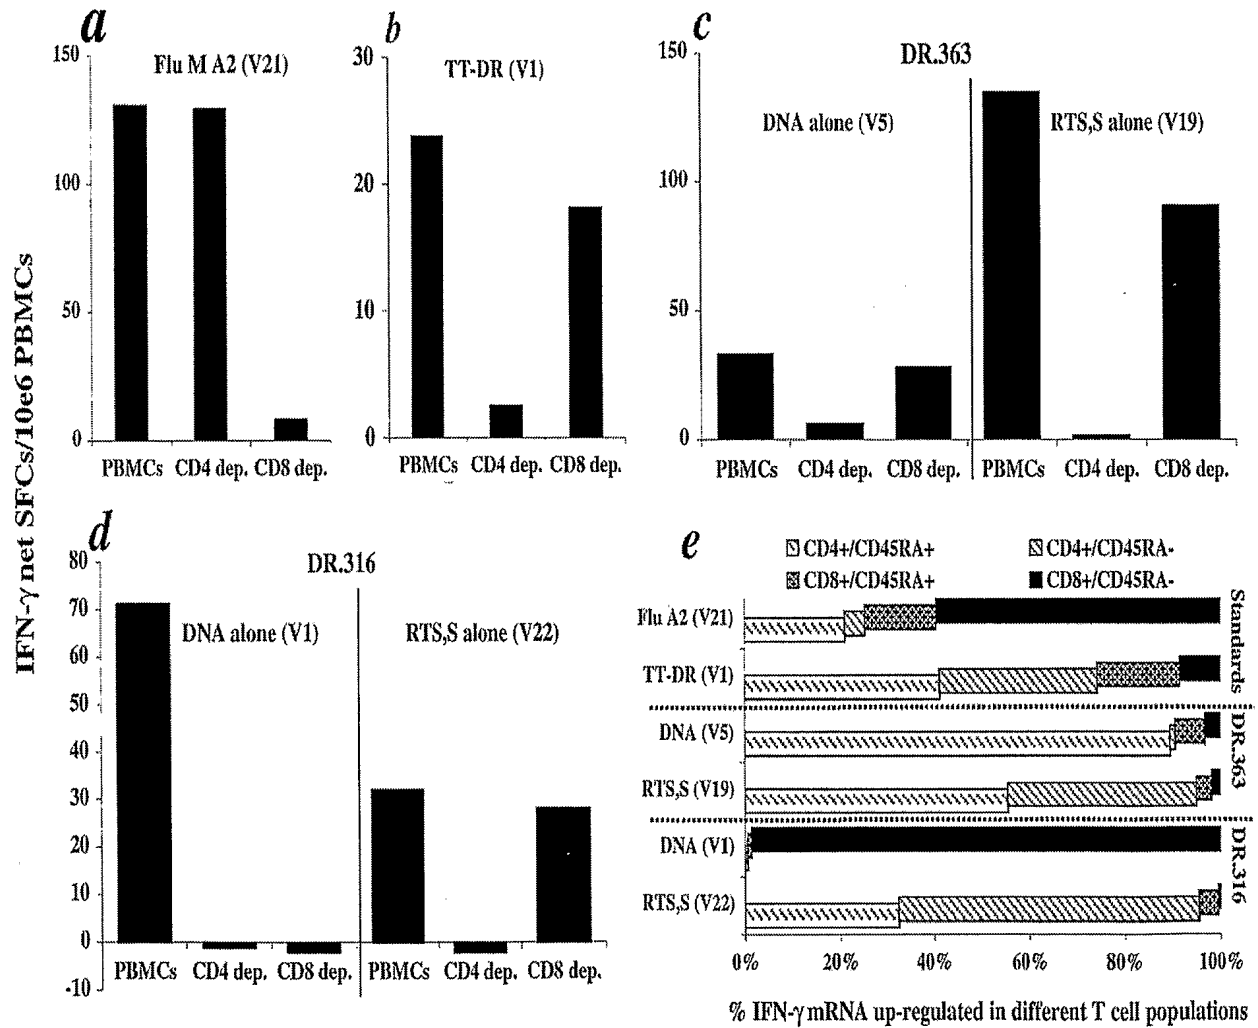 a
Flu M A2 (V21)
150
100
50
0
PBMCs CD4 dep. CD8 dep.
b
TT-DR (V1)
30
20
10
0
PBMCs CD4 dep. CD8 dep.
c
DR.363
DNA alone (V5)
RTS,S alone (V19)
150
100
50
0
PBMCs CD4 dep. CD8 dep. PBMCs CD4 dep. CD8 dep.
IFN-γ net SFCs/10e6 PBMCs
d
DR.316
DNA alone (V1)
RTS,S alone (V22)
80
70
60
50
40
30
20
10
0
-10
PBMCs CD4 dep. CD8 dep. PBMCs CD4 dep. CD8 dep.
e
CD4+/CD45RA+ CD4+/CD45RA-
CD8+/CD45RA+ CD8+/CD45RA-
Flu A2 (V21)
TT-DR (V1)
Standards
DNA (V5)
RTS,S (V19)
DR.363
DNA (V1)
RTS,S (V22)
DR.316
0% 20% 40% 60% 80% 100%
% IFN-γ mRNA up-regulated in different T cell populations